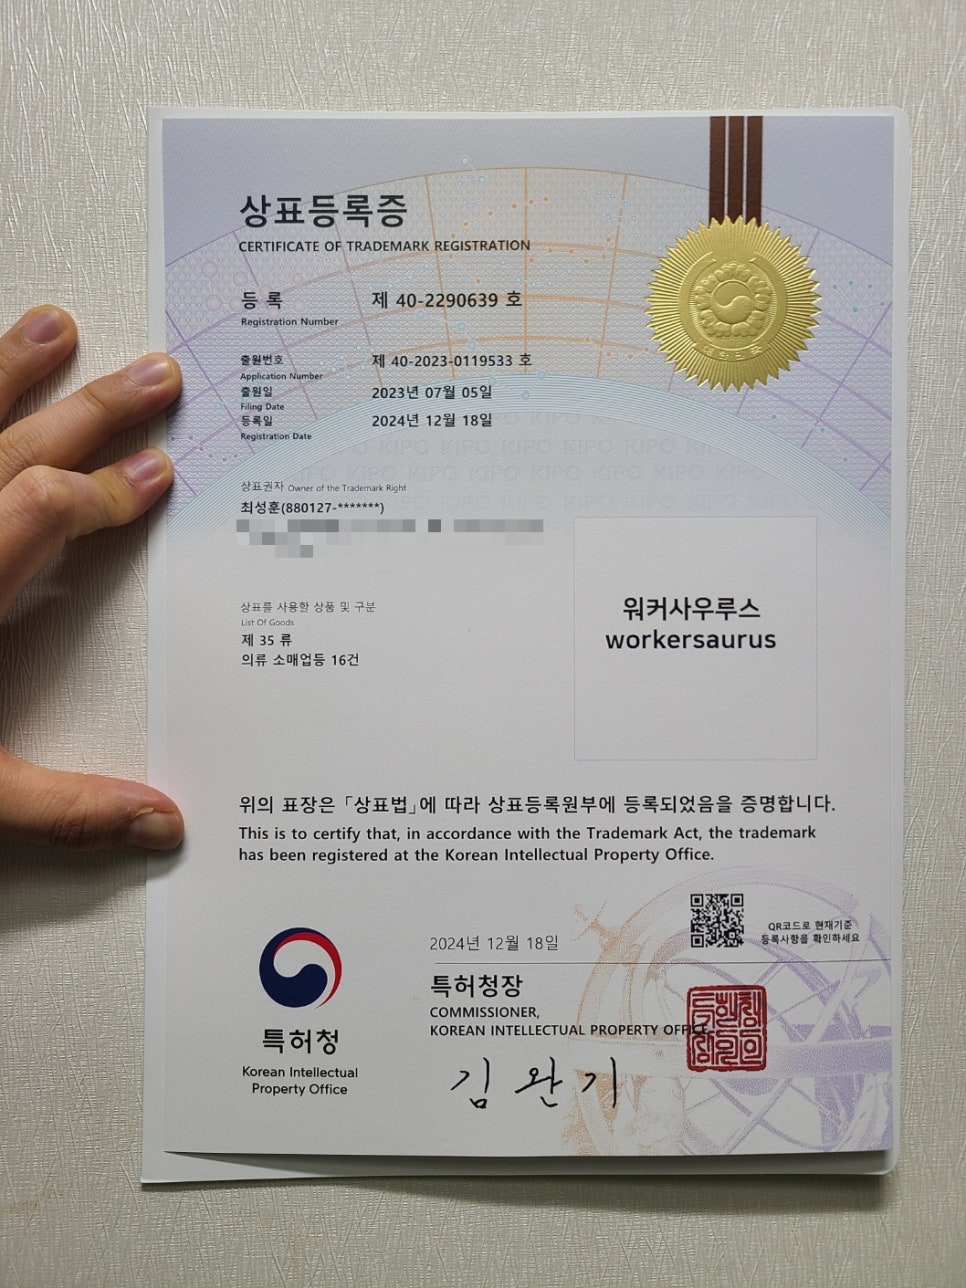 상표등록증
CERTIFICATE OF TRADEMARK REGISTRATION
등 록 제 40-2290639 호
Registration Number
출원번호 제 40-2023-0119533 호
Application Number
출원일 2023년 07월 05일
Filing Date
등록일 2024년 12월 18일
Registration Date
KIPO KIPO KIPO KIPO KIPO
상표권자 Owner of the Trademark Right
최성훈(880127-*******)
상표를 사용할 상품 및 구분
List Of Goods
제 35 류
의류 소매업등 16건
워커사우루스
workersaurus
위의 표장은 「상표법」에 따라 상표등록원부에 등록되었음을 증명합니다.
This is to certify that, in accordance with the Trademark Act, the trademark
has been registered at the Korean Intellectual Property Office.
QR코드로 현재기준
등록사항을 확인하세요
2024년 12월 18일
특허청장
COMMISSIONER,
KOREAN INTELLECTUAL PROPERTY OFFICE
김 완 기
특허청
Korean Intellectual
Property Office